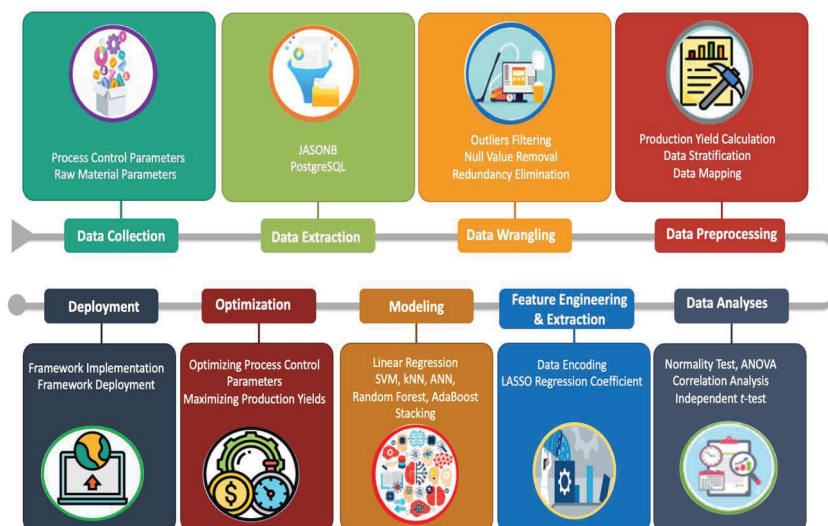 Process Control Parameters
Raw Material Parameters
JASONB
PostgreSQL
Outliers Filtering
Null Value Removal
Redundancy Elimination
Production Yield Calculation
Data Stratification
Data Mapping
Data Collection
Data Extraction
Data Wrangling
Data Preprocessing
Deployment
Optimization
Modeling
Feature Engineering
& Extraction
Data Analyses
Framework Implementation
Framework Deployment
Optimizing Process Control
Parameters
Maximizing Production Yields
Linear Regression
SVM, kNN, ANN,
Random Forest, AdaBoost
Stacking
Data Encoding
LASSO Regression Coefficient
Normality Test, ANOVA
Correlation Analysis
Independent t-test